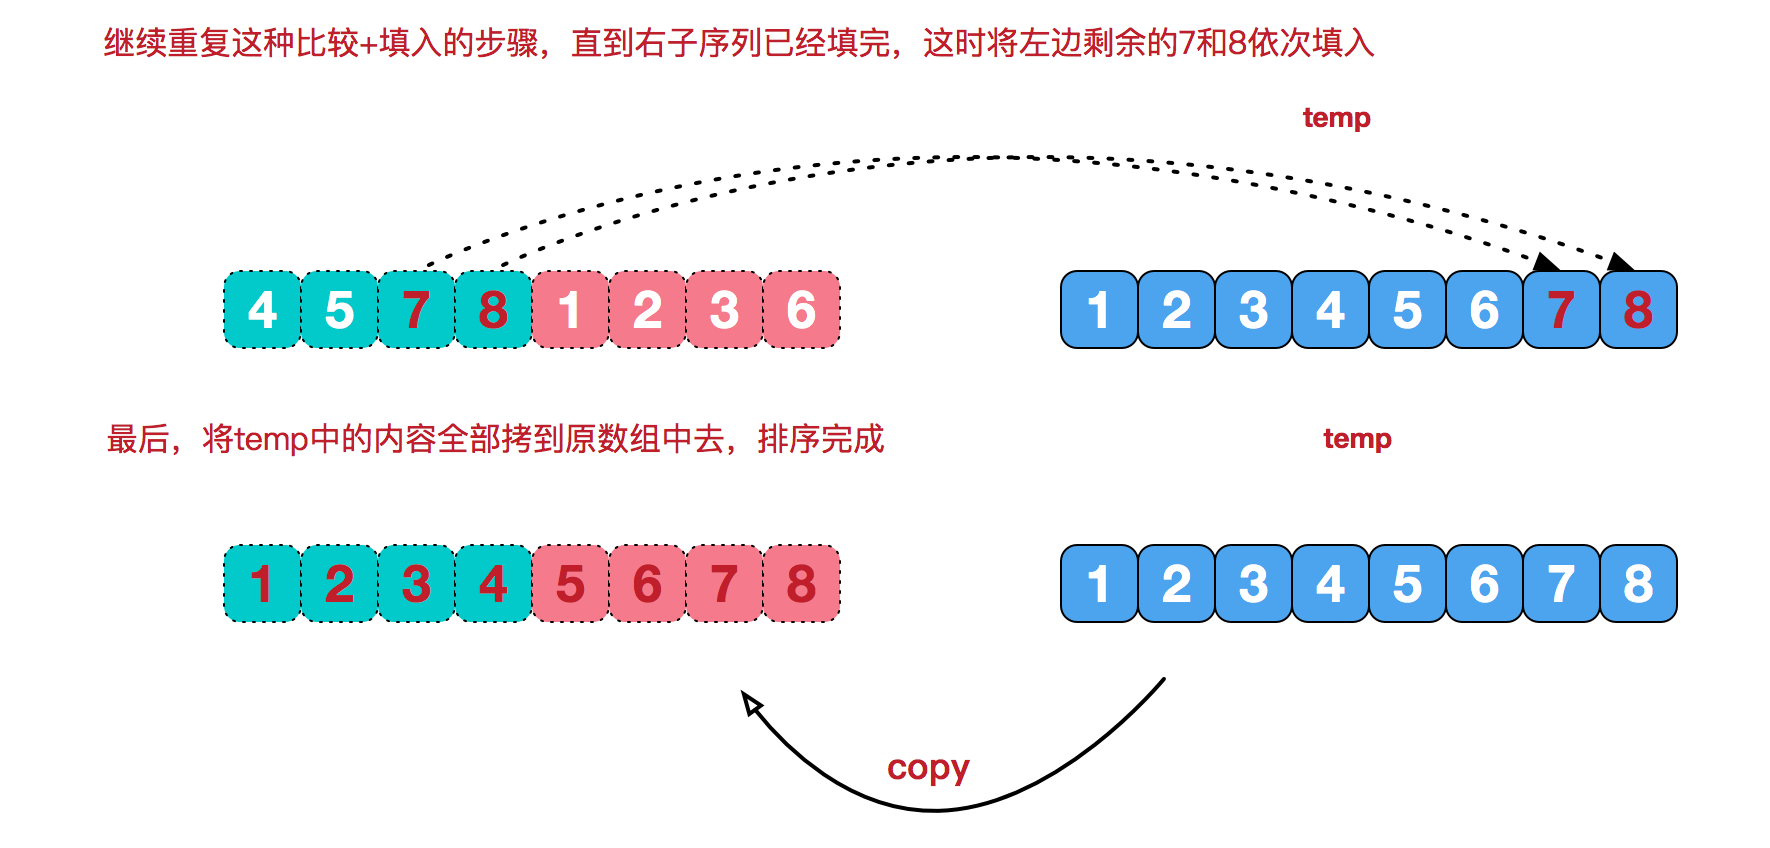 继续重复这种比较+填入的步骤，直到右子序列已经填完，这时将左边剩余的7和8依次填入
temp
4 5 7 8 1 2 3 6
1 2 3 4 5 6 7 8
最后，将temp中的内容全部拷到原数组中去，排序完成
temp
1 2 3 4 5 6 7 8
1 2 3 4 5 6 7 8
copy